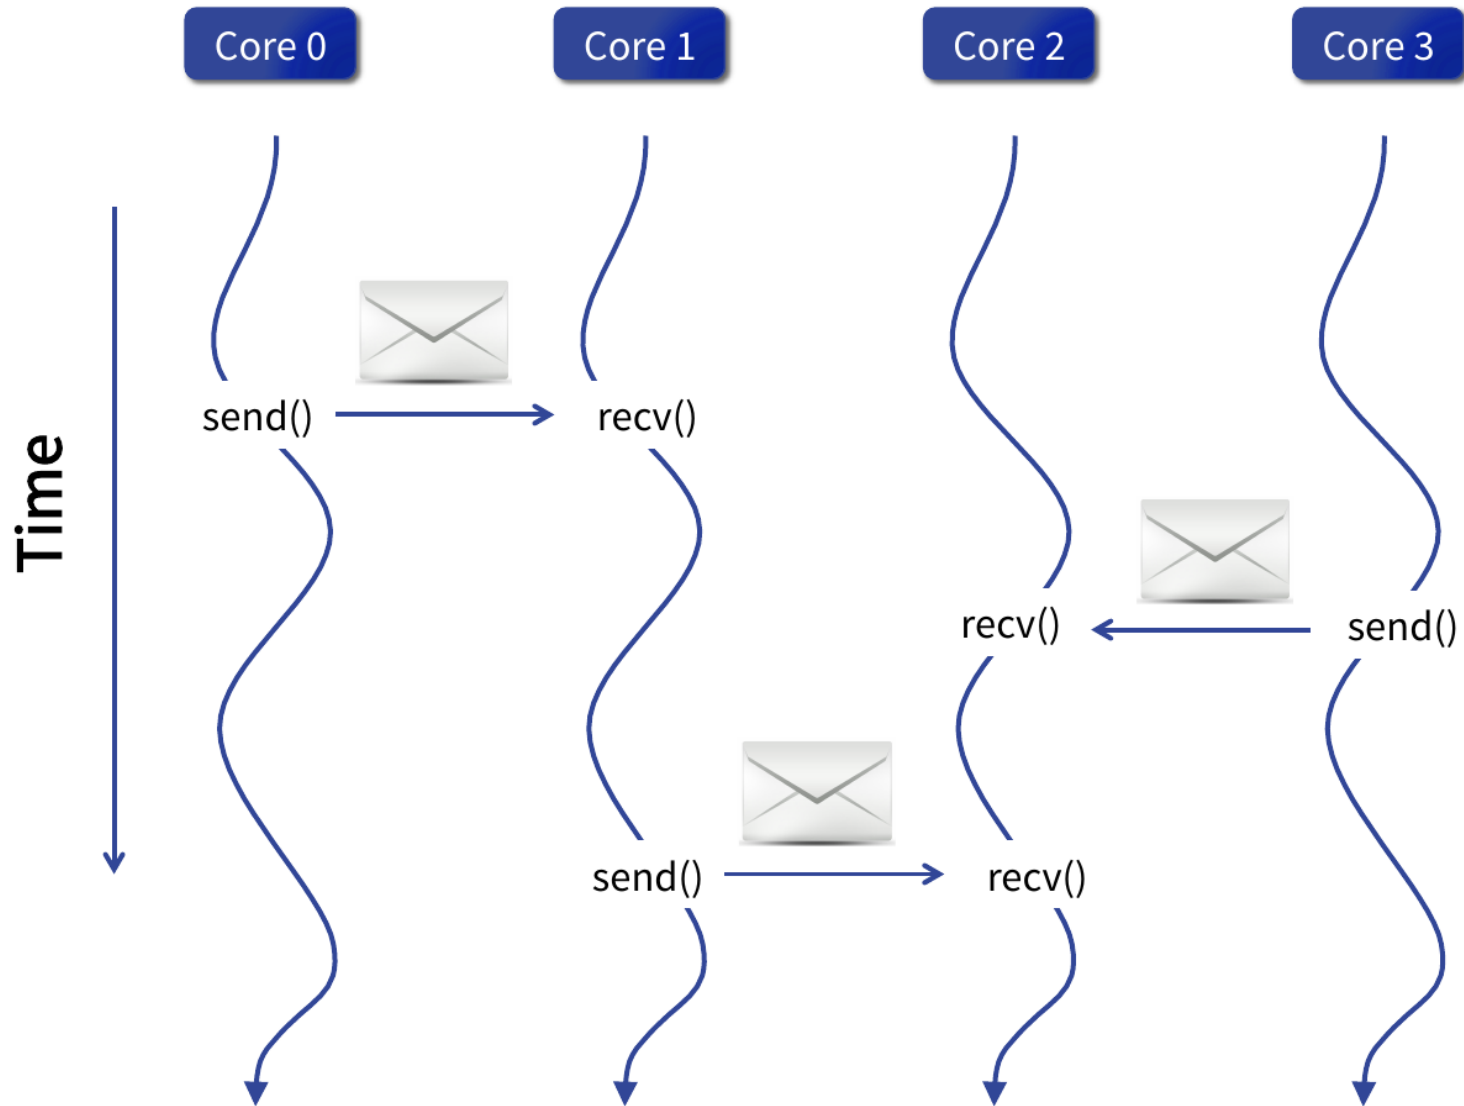 Core 0
Core 1
Core 2
Core 3
Time
send()
recv()
recv()
send()
send()
recv()